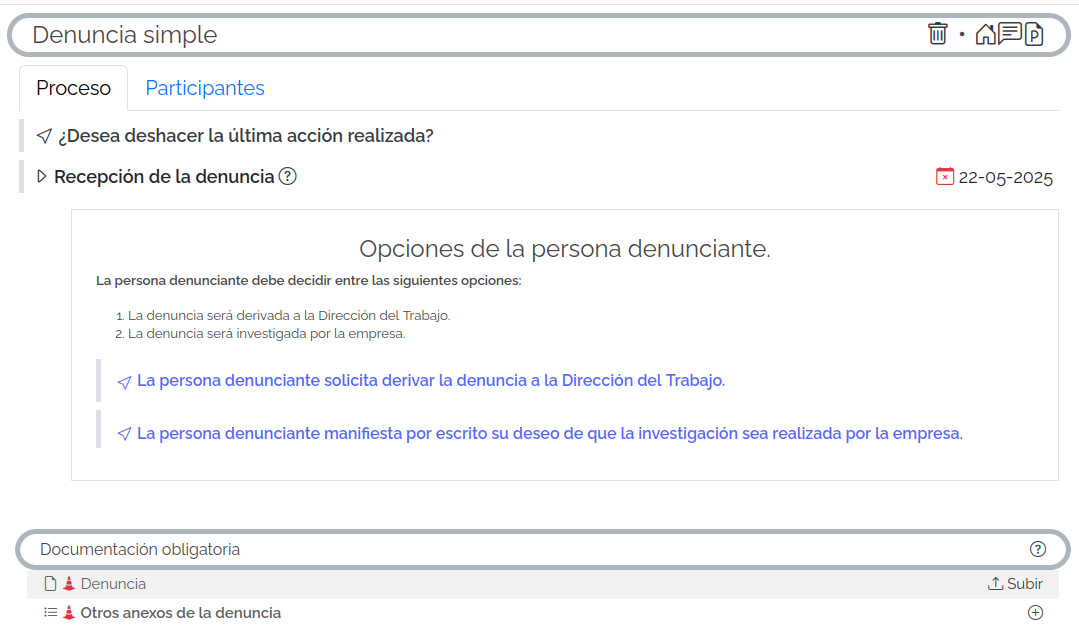 Denuncia simple
Proceso
Participantes
¿Desea deshacer la última acción realizada?
Recepción de la denuncia
22-05-2025
Opciones de la persona denunciante.
La persona denunciante debe decidir entre las siguientes opciones:
1. La denuncia será derivada a la Dirección del Trabajo.
2. La denuncia será investigada por la empresa.
La persona denunciante solicita derivar la denuncia a la Dirección del Trabajo.
La persona denunciante manifiesta por escrito su deseo de que la investigación sea realizada por la empresa.
Documentación obligatoria
Denuncia
Subir
Otros anexos de la denuncia